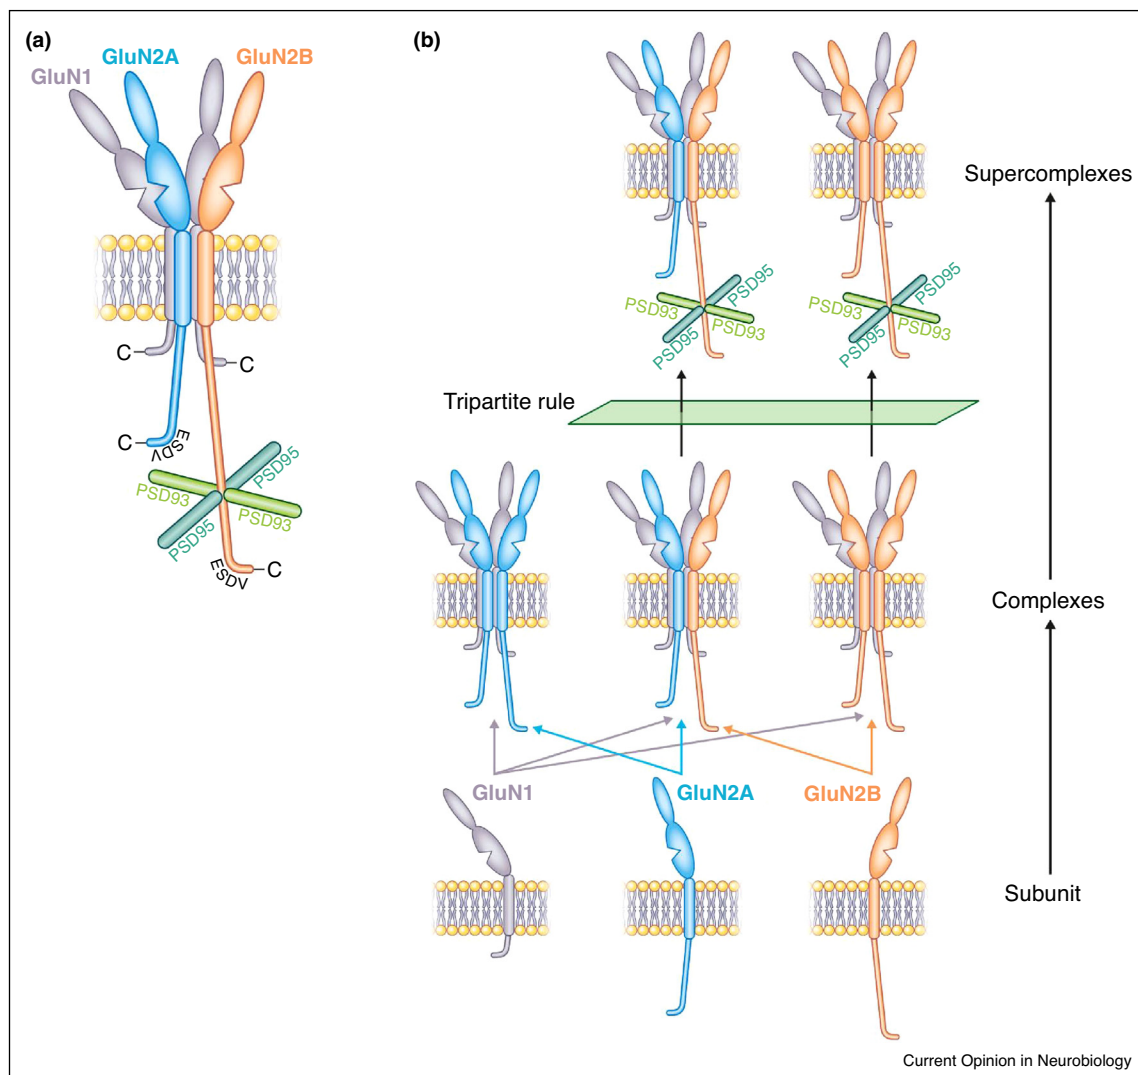 (a)
GluN1
GluN2A
GluN2B
C
C
C
ESDV
PSD95
PSD93
PSD93
PSD95
ESDV
C
(b)
Supercomplexes
PSD95
PSD93
PSD93
PSD95
PSD95
PSD93
PSD93
PSD95
Tripartite rule
Complexes
GluN1
GluN2A
GluN2B
Subunit
Current Opinion in Neurobiology